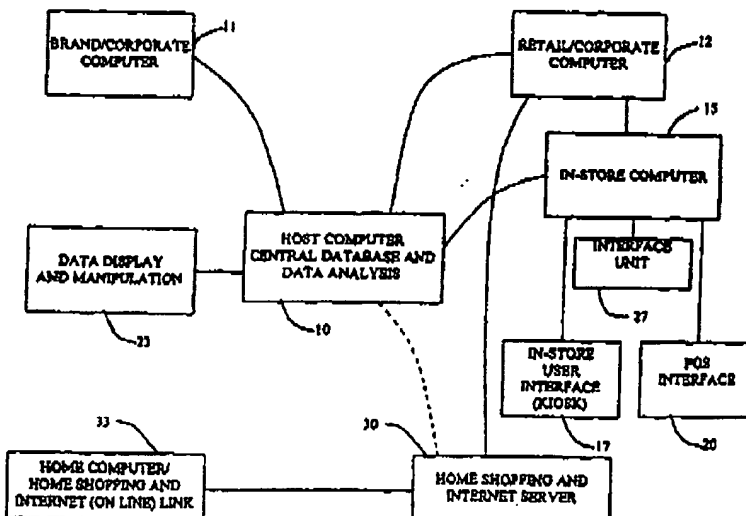 BRAND/CORPORATE
COMPUTER
11
RETAIL/CORPORATE
COMPUTER
22
15
IN-STORE COMPUTER
HOST COMPUTER
CENTRAL DATABASE AND
DATA ANALYSIS
10
DATA DISPLAY
AND MANIPULATION
23
INTERFACE
UNIT
27
IN-STORE
USER
INTERFACE
(KIOSK)
17
POS
INTERFACE
20
33
HOME COMPUTER/
HOME SHOPPING AND
INTERNET (ON LINE) LINK
30
HOME SHOPPING AND
INTERNET SERVER